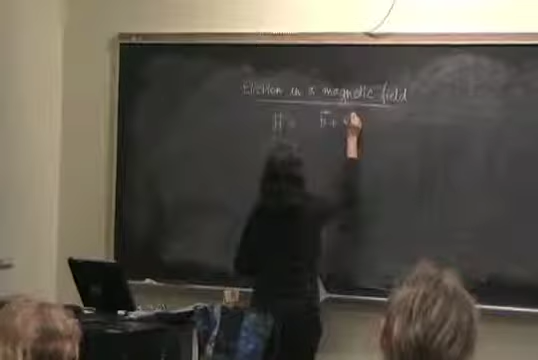 Electron in a magnetic field
H =